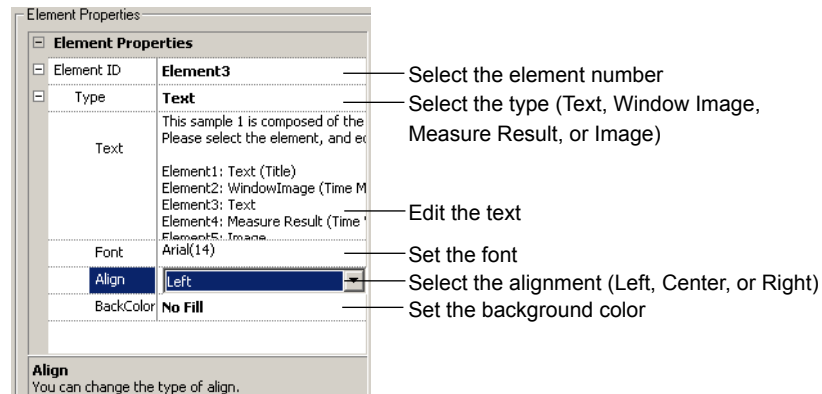 Element Properties
Element Properties
Element ID Element3
Select the element number
Type Text
Select the type (Text, Window Image,
Measure Result, or Image)
Text
This sample 1 is composed of the
Please select the element, and
Element1: Text (Title)
Element2: WindowImage (Time M
Element3: Text
Element4: Measure Result (Time
Element5: Image
Edit the text
Font Arial(14)
Set the font
Align Left
Select the alignment (Left, Center, or Right)
BackColor No Fill
Set the background color
Align
You can change the type of align.